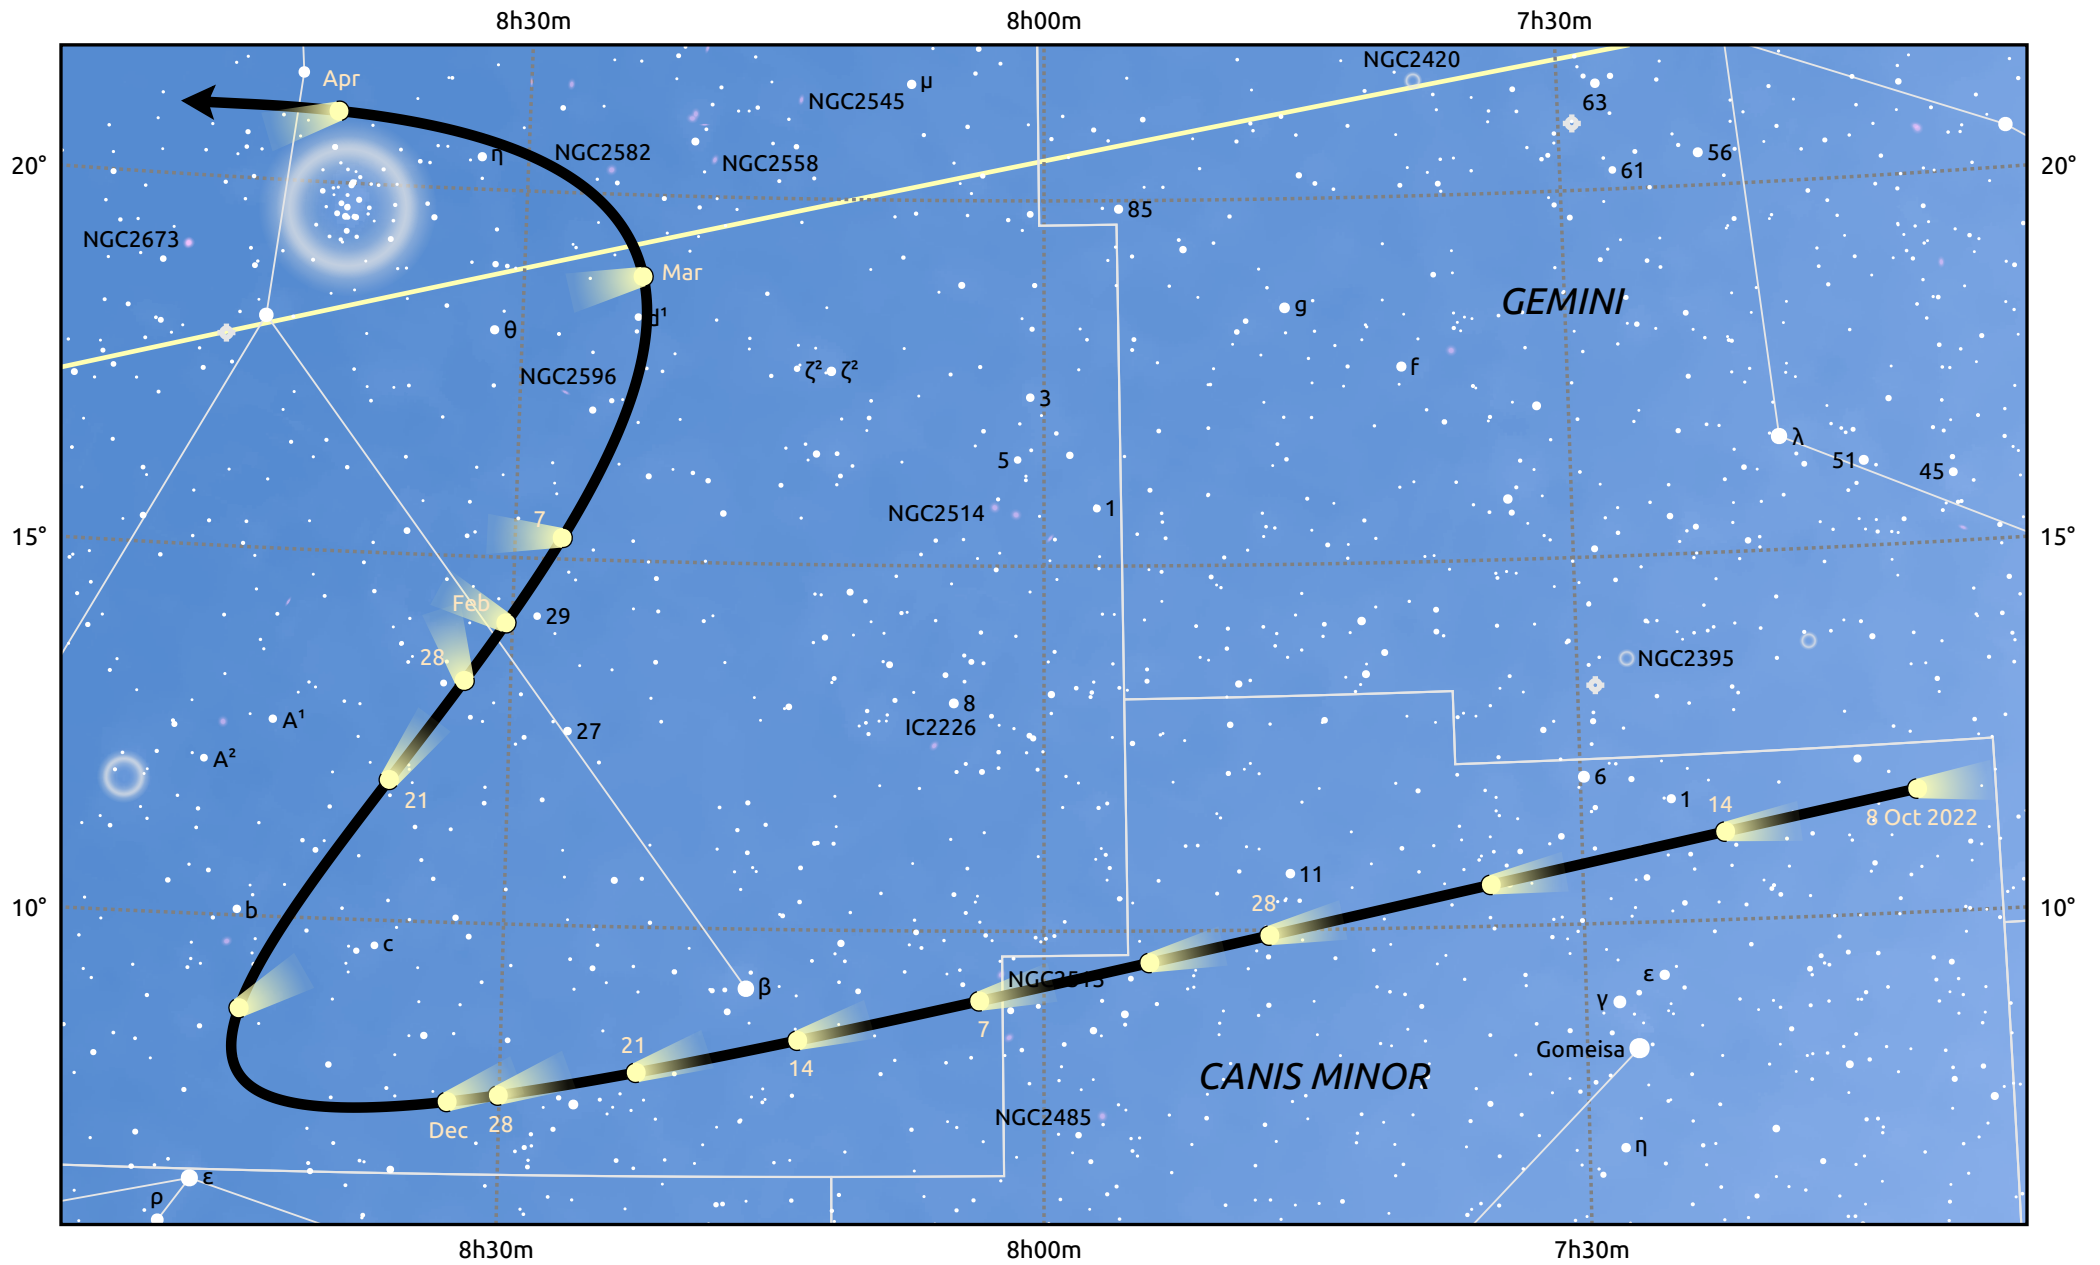 8h30m 8h00m 7h30m
Apr
NGC2420
μ
NGC2545
63
20°
η
NGC2582
NGC2558
56
61
20°
85
NGC2673
Mar
GEMINI
d¹
g
θ
NGC2596
ζ² ζ²
f
3
λ
5
51
45
7
NGC2514
1
15°
15°
Feb
29
28
NGC2395
A¹
8
27
IC2226
A²
6
21
1
14
8 Oct 2022
11
28
10°
b
10°
c
NGC2513
ε
β
γ
7
21
Gomeisa
14
CANIS MINOR
Dec
28
NGC2485
η
ε
ρ
8h30m 8h00m 7h30m